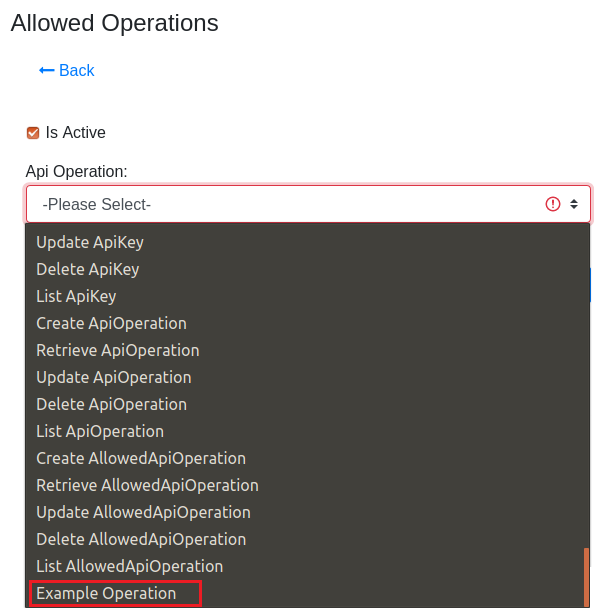 Allowed Operations
Back
Is Active
Api Operation:
-Please Select-
Update ApiKey
Delete ApiKey
List ApiKey
Create ApiOperation
Retrieve ApiOperation
Update ApiOperation
Delete ApiOperation
List ApiOperation
Create AllowedApiOperation
Retrieve AllowedApiOperation
Update AllowedApiOperation
Delete AllowedApiOperation
List AllowedApiOperation
Example Operation